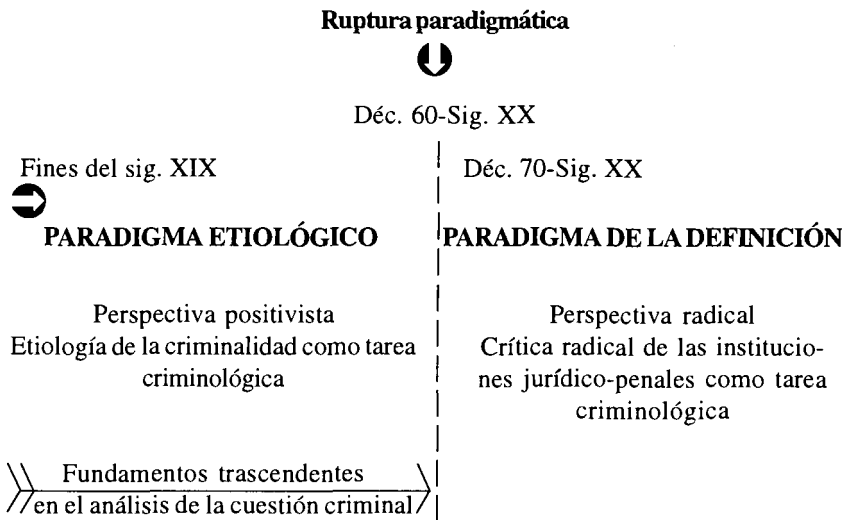 Ruptura paradigmática
Déc. 60-Sig. XX
Fines del sig. XIX
Déc. 70-Sig. XX
PARADIGMA ETIOLÓGICO
PARADIGMA DE LA DEFINICIÓN
Perspectiva positivista
Etiología de la criminalidad como tarea
criminológica
Perspectiva radical
Crítica radical de las institucio-
nes jurídico-penales como tarea
criminológica
Fundamentos trascendentes
en el análisis de la cuestión criminal